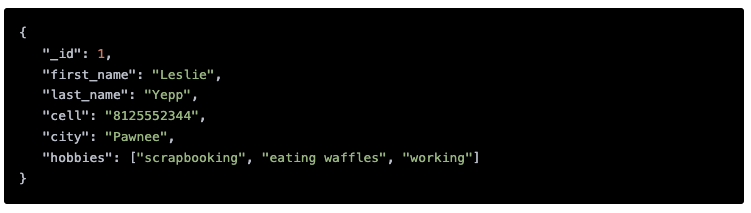 {
"_id": 1,
"first_name": "Leslie",
"last_name": "Yepp",
"cell": "8125552344",
"city": "Pawnee",
"hobbies": ["scrapbooking", "eating waffles", "working"]
}